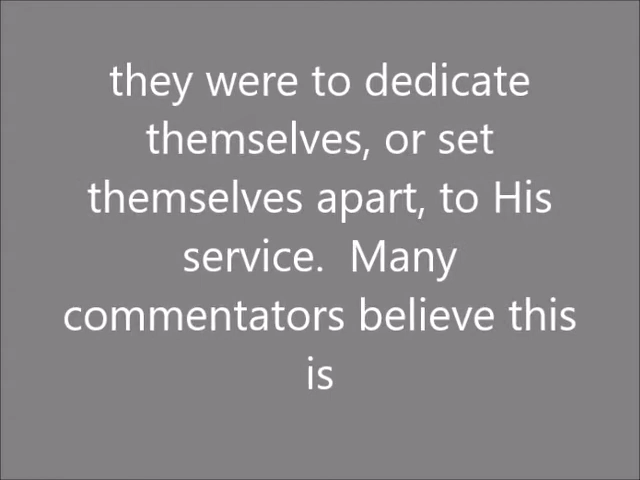 they were to dedicate
themselves, or set
themselves apart, to His
service.  Many
commentators believe this
is